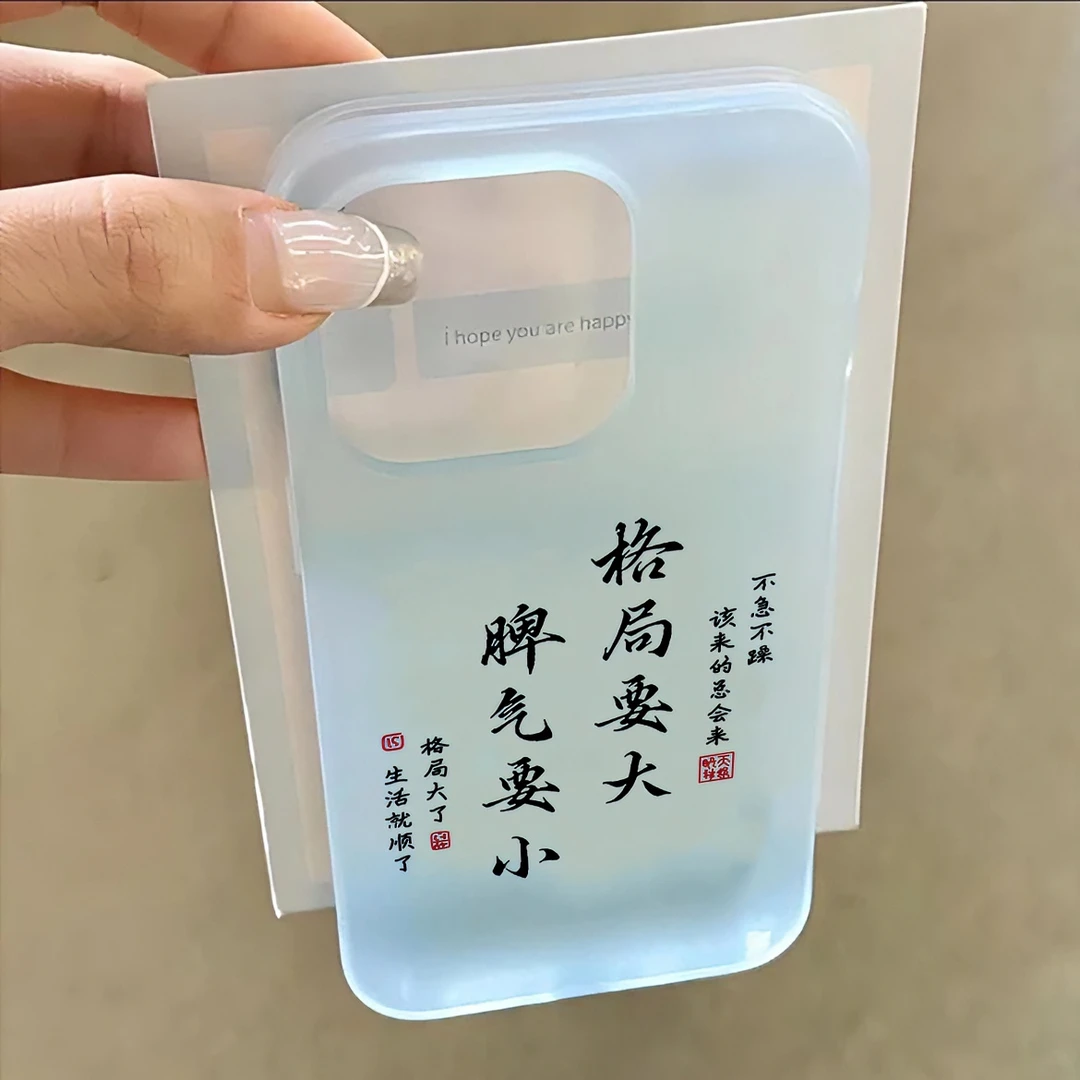 i hope you are happy
不急不躁
该来的总会来
格局要大
脾气要小
格局大了
生活就顺了